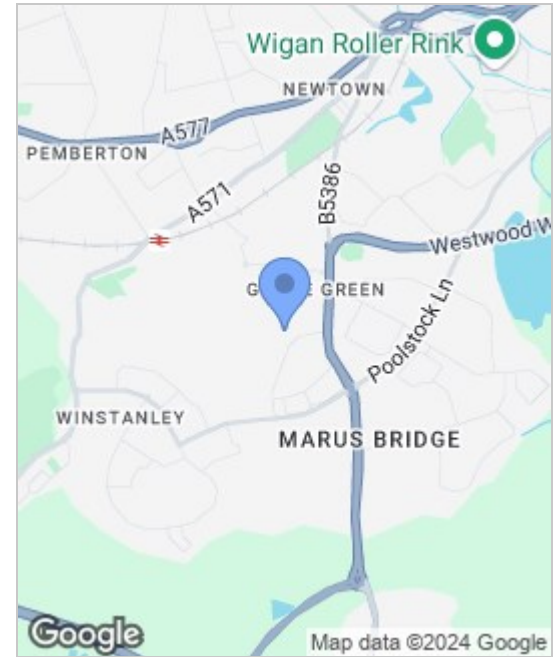 Wigan Roller Rink
NEWTOWN
A577
PEMBERTON
A571
B5386
Westwood W
GREEN
Poolstock Ln
WINSTANLEY
MARUS BRIDGE
Google
Map data ©2024 Google